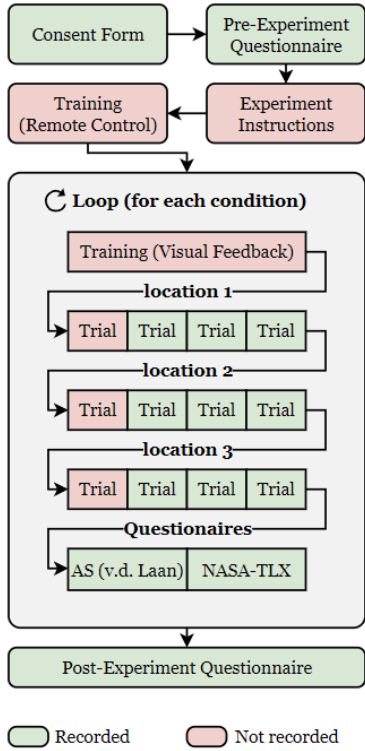 Consent Form
Pre-Experiment
Questionnaire
Training
(Remote Control)
Experiment
Instructions
Loop (for each condition)
Training (Visual Feedback)
location 1
Trial Trial Trial Trial
location 2
Trial Trial Trial Trial
location 3
Trial Trial Trial Trial
Questionaires
AS (v.d. Laan) NASA-TLX
Post-Experiment Questionnaire
Recorded Not recorded